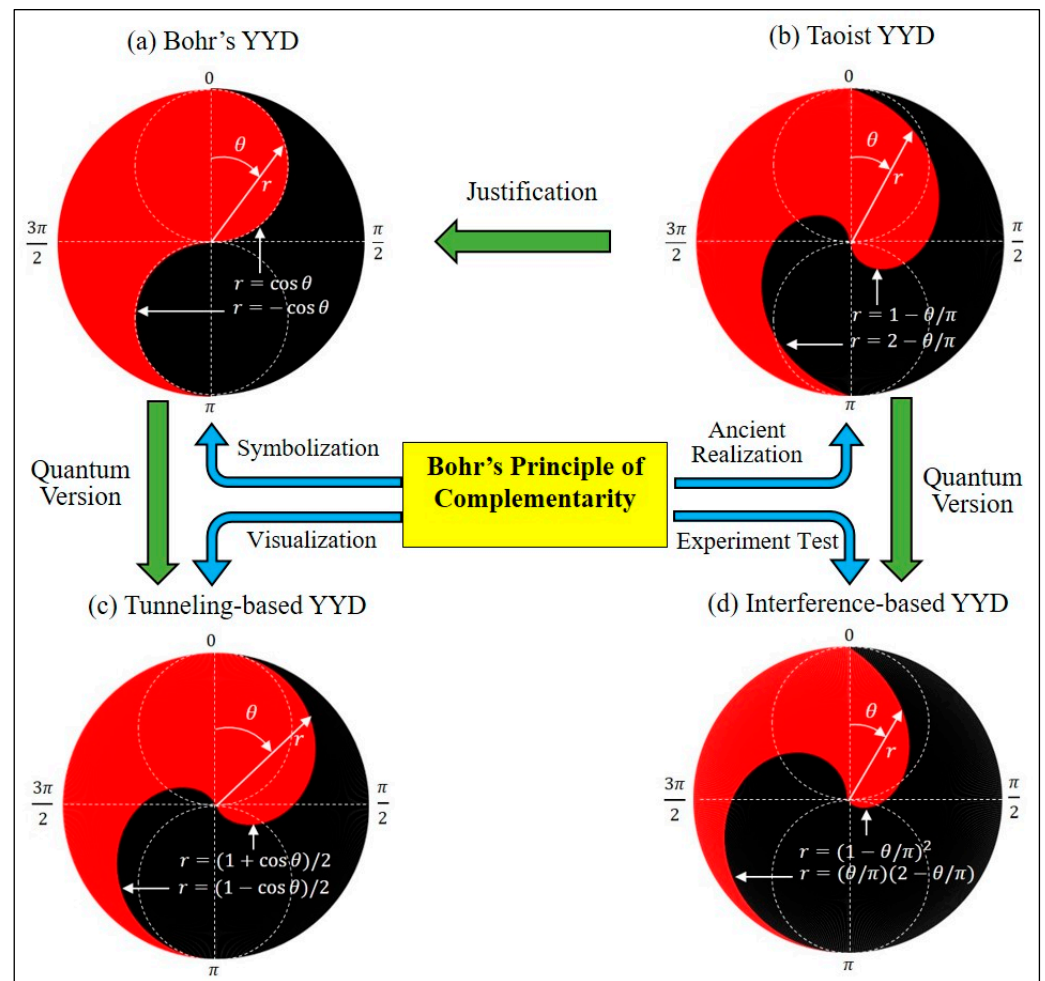 (a) Bohr's YYD
(b) Taoist YYD
0
0
θ
θ
r
r
Justification
3π/2
π/2
3π/2
π/2
r = cos θ
r = − cos θ
r = 1 − θ/π
r = 2 − θ/π
π
π
Quantum
Version
Symbolization
Bohr's Principle of
Complementarity
Ancient
Realization
Quantum
Version
Visualization
Experiment Test
(c) Tunneling-based YYD
(d) Interference-based YYD
0
0
θ
θ
r
r
3π/2
π/2
3π/2
π/2
r = (1 + cos θ)/2
r = (1 − cos θ)/2
r = (1 − θ/π)²
r = (θ/π)(2 − θ/π)
π
π